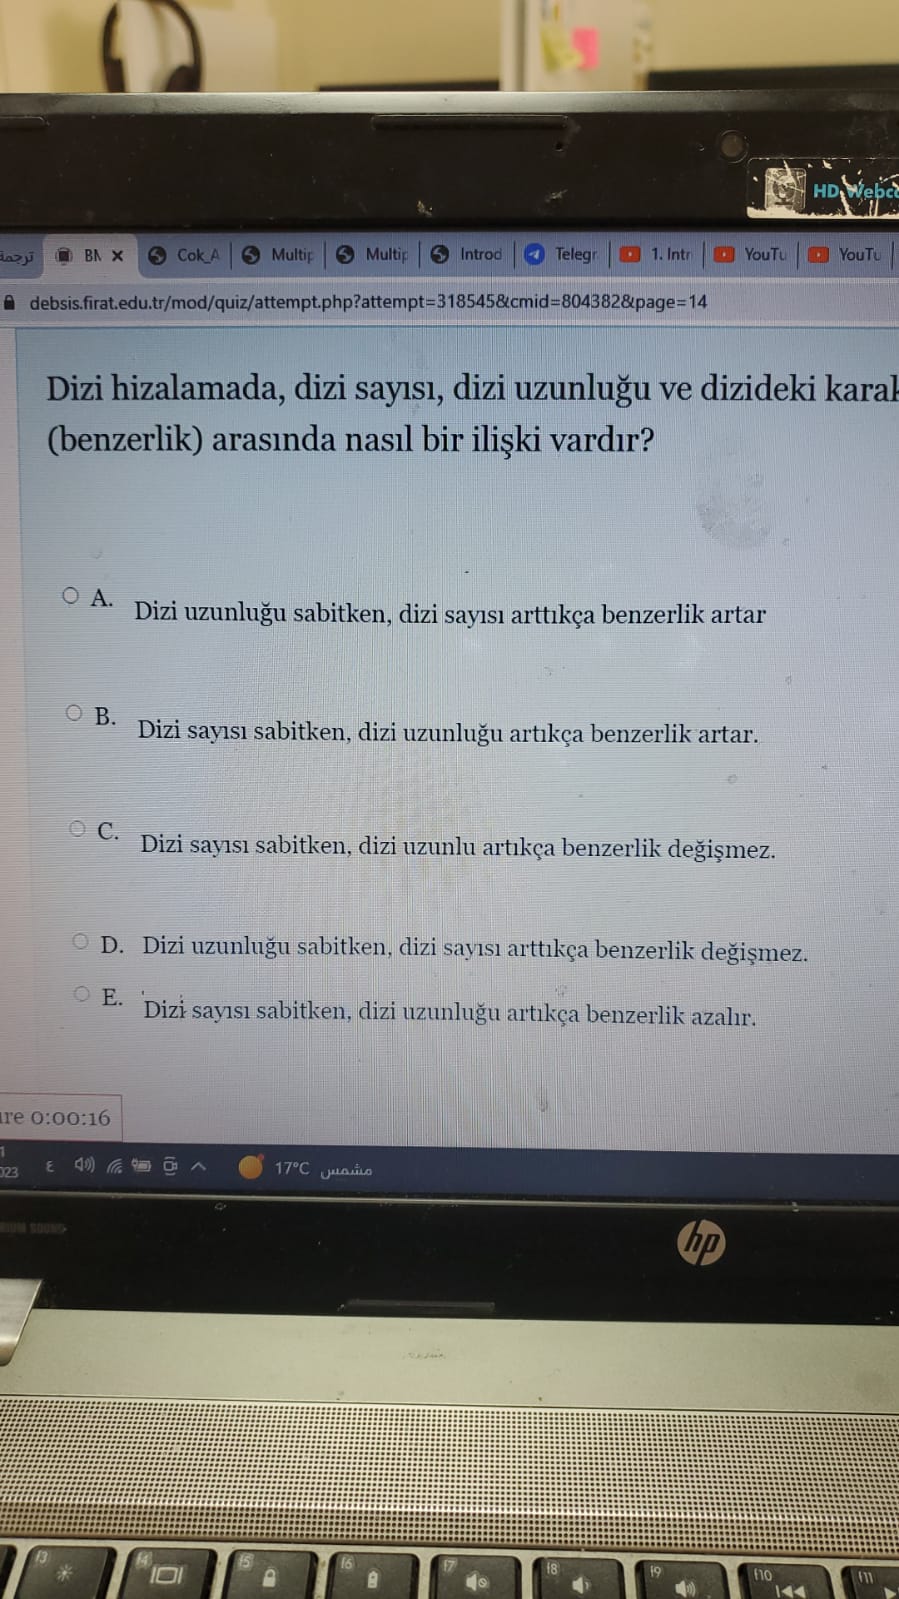 HD
ترجمة
BN
Cok_A
Multip
Multip
Introd
Telegr
1. Intr
YouTu
YouTu
debsis.firat.edu.tr/mod/quiz/attempt.php?attempt=318545&cmid=804382&page=14
Dizi hizalamada, dizi sayısı, dizi uzunluğu ve dizideki karak
(benzerlik) arasında nasıl bir ilişki vardır?
A. Dizi uzunluğu sabitken, dizi sayısı arttıkça benzerlik artar
B. Dizi sayısı sabitken, dizi uzunluğu artıkça benzerlik artar.
C. Dizi sayısı sabitken, dizi uzunlu artıkça benzerlik değişmez.
D. Dizi uzunluğu sabitken, dizi sayısı arttıkça benzerlik değişmez.
E. Dizi sayısı sabitken, dizi uzunluğu artıkça benzerlik azalır.
0:00:16
023
ع
17°C مشمس
hp
f3
f4
f5
f6
f7
f8
f9
f10
f11